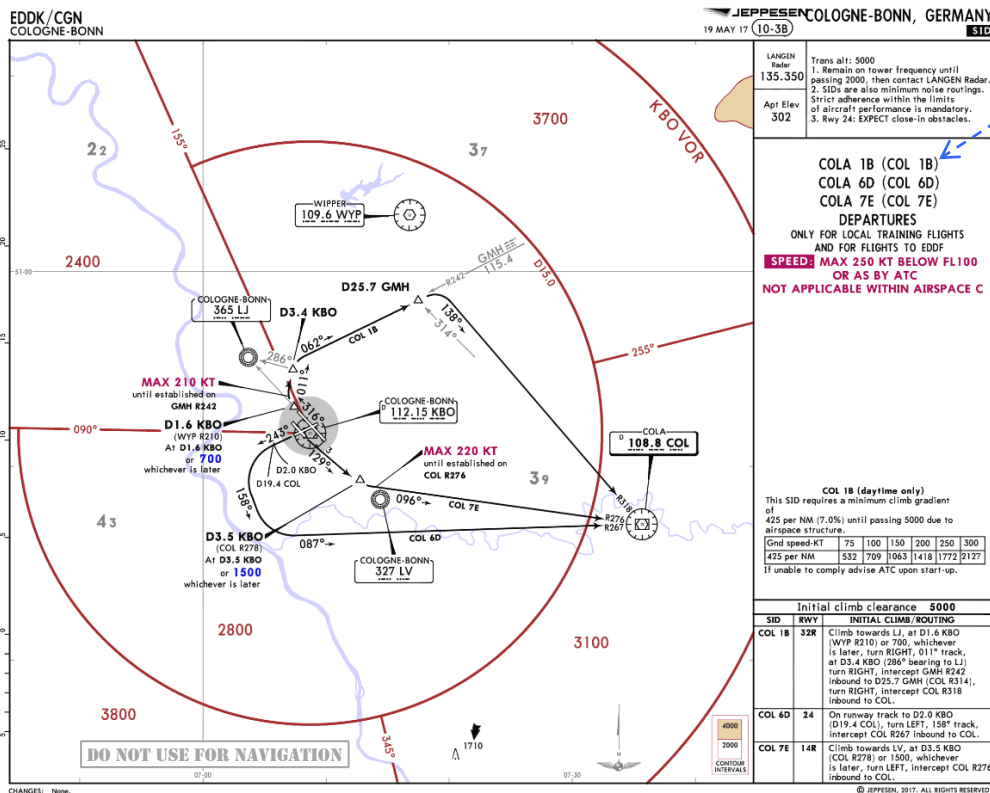 EDDK/CGN
COLOGNE-BONN
JEPPESEN
COLOGNE-BONN, GERMANY
19 MAY 17
10-3B
SID
LANGEN
Radar
135.350
Apt Elev
302
Trans alt: 5000
1. Remain on tower frequency until
passing 2000, then contact LANGEN Radar.
2. SIDs are also minimum noise routings.
Strict adherence within the limits
of aircraft performance is mandatory.
3. Rwy 24: EXPECT close-in obstacles.
COLA 1B (COL 1B)
COLA 6D (COL 6D)
COLA 7E (COL 7E)
DEPARTURES
ONLY FOR LOCAL TRAINING FLIGHTS
AND FOR FLIGHTS TO EDDF
SPEED: MAX 250 KT BELOW FL100
OR AS BY ATC
NOT APPLICABLE WITHIN AIRSPACE C
3700
KBO VOR
155°
22
37
WIPPER
109.6 WYP
2400
51-00
GMH
115.4
R242
D15.0
D25.7 GMH
COLOGNE-BONN
365 LJ
D3.4 KBO
138°
314°
062°
COL 1B
286°
011°
255°
MAX 210 KT
until established on
GMH R242
316°
COLOGNE-BONN
D 112.15 KBO
D1.6 KBO
(WYP R210)
At D1.6 KBO
or 700
whichever is later
090°
243°
129°
3
D2.0 KBO
D19.4 COL
MAX 220 KT
until established on
COL R276
COLA
D 108.8 COL
39
158°
096°
COL 7E
R318
R276
R267
43
D3.5 KBO
(COL R278)
At D3.5 KBO
or 1500
whichever is later
087°
COL 6D
COLOGNE-BONN
327 LV
COL 1B (daytime only)
This SID requires a minimum climb gradient
of
425 per NM (7.0%) until passing 5000 due to
airspace structure.
Gnd speed-KT 75 100 150 200 250 300
425 per NM 532 709 1063 1418 1772 2127
If unable to comply advise ATC upon start-up.
Initial climb clearance 5000
SID RWY INITIAL CLIMB/ROUTING
COL 1B 32R Climb towards LJ, at D1.6 KBO
(WYP R210) or 700, whichever
is later, turn RIGHT, 011° track,
at D3.4 KBO (286° bearing to LJ)
turn RIGHT, intercept GMH R242
inbound to D25.7 GMH (COL R314),
turn RIGHT, intercept COL R318
inbound to COL.
COL 6D 24 On runway track to D2.0 KBO
(D19.4 COL), turn LEFT, 158° track,
intercept COL R267 inbound to COL.
COL 7E 14R Climb towards LV, at D3.5 KBO
(COL R278) or 1500, whichever
is later, turn LEFT, intercept COL R276
inbound to COL.
2800
3100
3800
345°
1710
4000
2000
CONTOUR
INTERVALS
DO NOT USE FOR NAVIGATION
07-00
07-30
CHANGES: None.
© JEPPESEN, 2017. ALL RIGHTS RESERVED